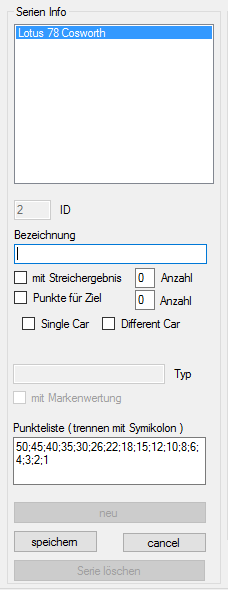 Serien Info
Lotus 78 Cosworth
2 ID
Bezeichnung
mit Streichergebnis 0 Anzahl
Punkte für Ziel 0 Anzahl
Single Car Different Car
Typ
mit Markenwertung
Punkteliste ( trennen mit Symikolon )
50;45;40;35;30;26;22;18;15;12;10;8;6;
4;3;2;1
neu
speichern cancel
Serie löschen